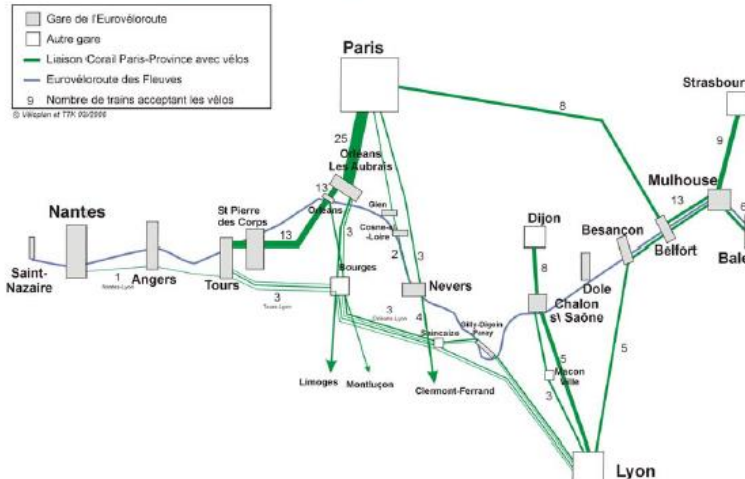 Gare de l'Eurovéloroute
Autre gare
Liaison Corail Paris-Province avec vélos
Eurovéloroute des Fleuves
9 Nombre de trains acceptant les vélos
© Véloplan et TTK 03/2006
Paris
Strasbourg
8
9
25
Orléans
Les Aubrais
Mulhouse
13
Orléans
13
6
Nantes
St Pierre
des Corps
Gien
Dijon
Besançon
13
3
Cosne-s
-Loire
Belfort
Bale
2
3
8
Saint-
Nazaire
1
Nantes-Lyon
Angers
Tours
3
Tours-Lyon
Bourges
Nevers
Dole
Chalon
s\ Saône
3
Orléans-Lyon
4
Saincaize
5
5
Macon
Ville
3
Limoges
Montluçon
Clermont-Ferrand
Lyon